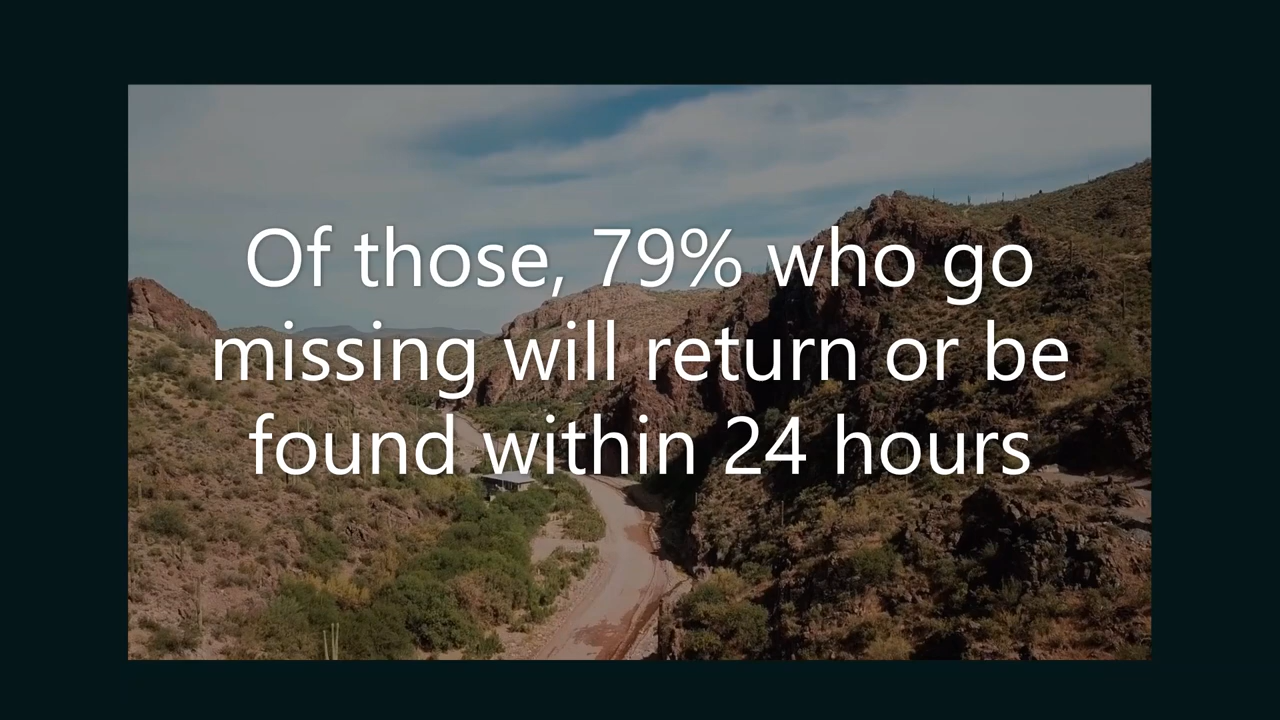 Of those, 79% who go
missing will return or be
found within 24 hours